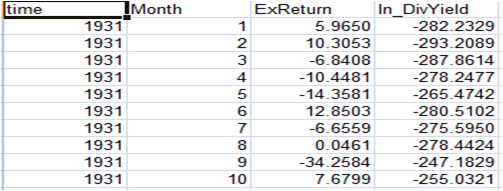 time Month ExReturn ln_DivYield
1931 1 5.9650 -282.2329
1931 2 10.3053 -293.2089
1931 3 -6.8408 -287.8614
1931 4 -10.4481 -278.2477
1931 5 -14.3581 -265.4742
1931 6 12.8503 -280.5102
1931 7 -6.6559 -275.5950
1931 8 0.0461 -278.4424
1931 9 -34.2584 -247.1829
1931 10 7.6799 -255.0321